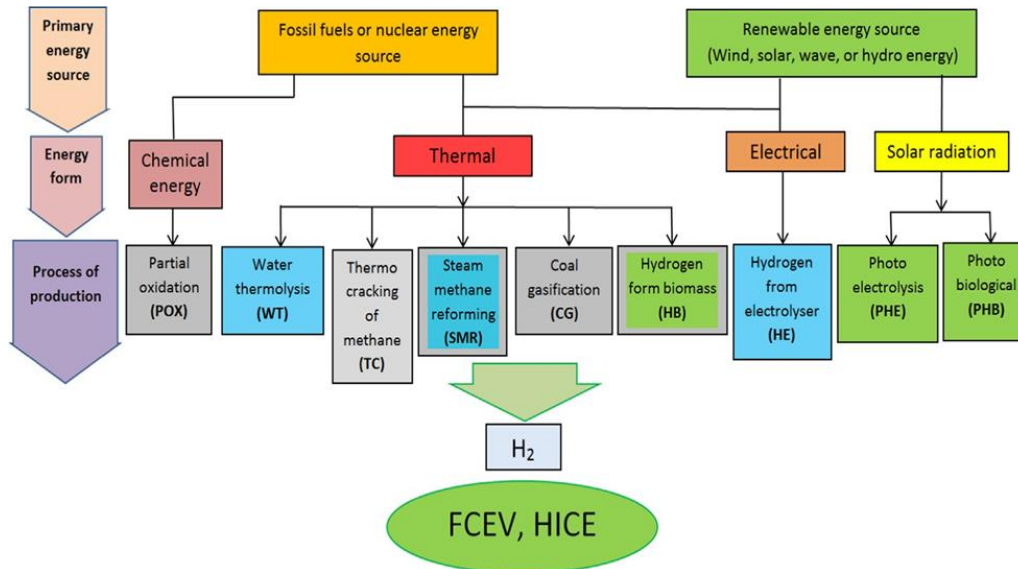 Primary
energy
source
Fossil fuels or nuclear energy
source
Renewable energy source
(Wind, solar, wave, or hydro energy)
Energy
form
Chemical
energy
Thermal
Electrical
Solar radiation
Process of
production
Partial
oxidation
(POX)
Water
thermolysis
(WT)
Thermo
cracking
of
methane
(TC)
Steam
methane
reforming
(SMR)
Coal
gasification
(CG)
Hydrogen
form biomass
(HB)
Hydrogen
from
electrolyser
(HE)
Photo
electrolysis
(PHE)
Photo
biological
(PHB)
H₂
FCEV, HICE